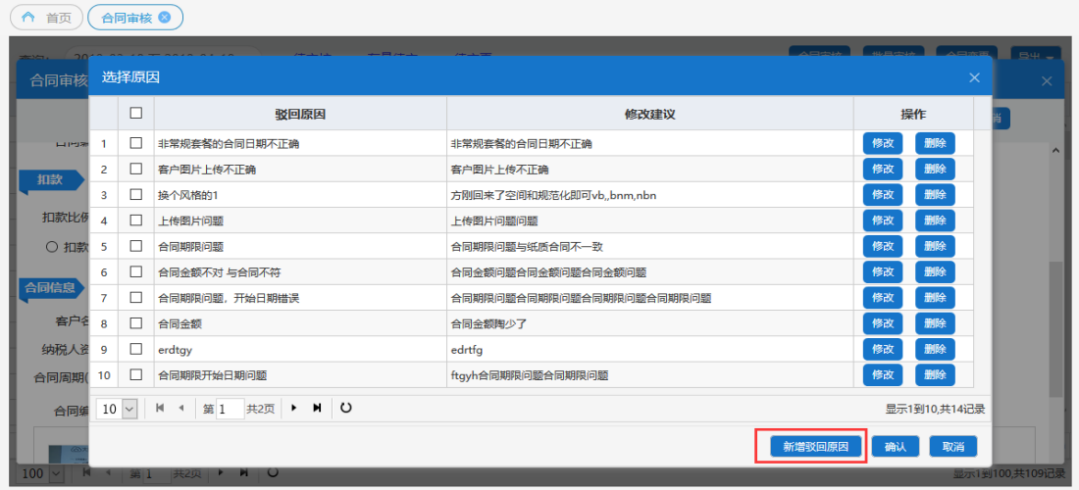 首页 合同审核
合同审核
选择原因
驳回原因 修改建议 操作
1 非常规套餐的合同日期不正确 非常规套餐的合同日期不正确 修改 删除
2 客户图片上传不正确 客户图片上传不正确 修改 删除
3 换个风格的1 方刚回来了空间和规范化即可vb,,bnm,nbn 修改 删除
4 上传图片问题 上传图片问题问题 修改 删除
5 合同期限问题 合同期限问题与纸质合同不一致 修改 删除
6 合同金额不对 与合同不符 合同金额问题合同金额问题合同金额问题 修改 删除
7 合同期限问题，开始日期错误 合同期限问题合同期限问题合同期限问题合同期限问题 修改 删除
8 合同金额 合同金额陶少了 修改 删除
9 erdtgy edrtfg 修改 删除
10 合同期限开始日期问题 ftgyh合同期限问题合同期限问题 修改 删除
扣款
扣款比例
扣款
合同信息
客户名
纳税人资
合同周期(
合同编
10 第 1 共2页 显示1到10,共14记录
新增驳回原因 确认 取消
100 第 1 共2页 显示1到100,共109记录